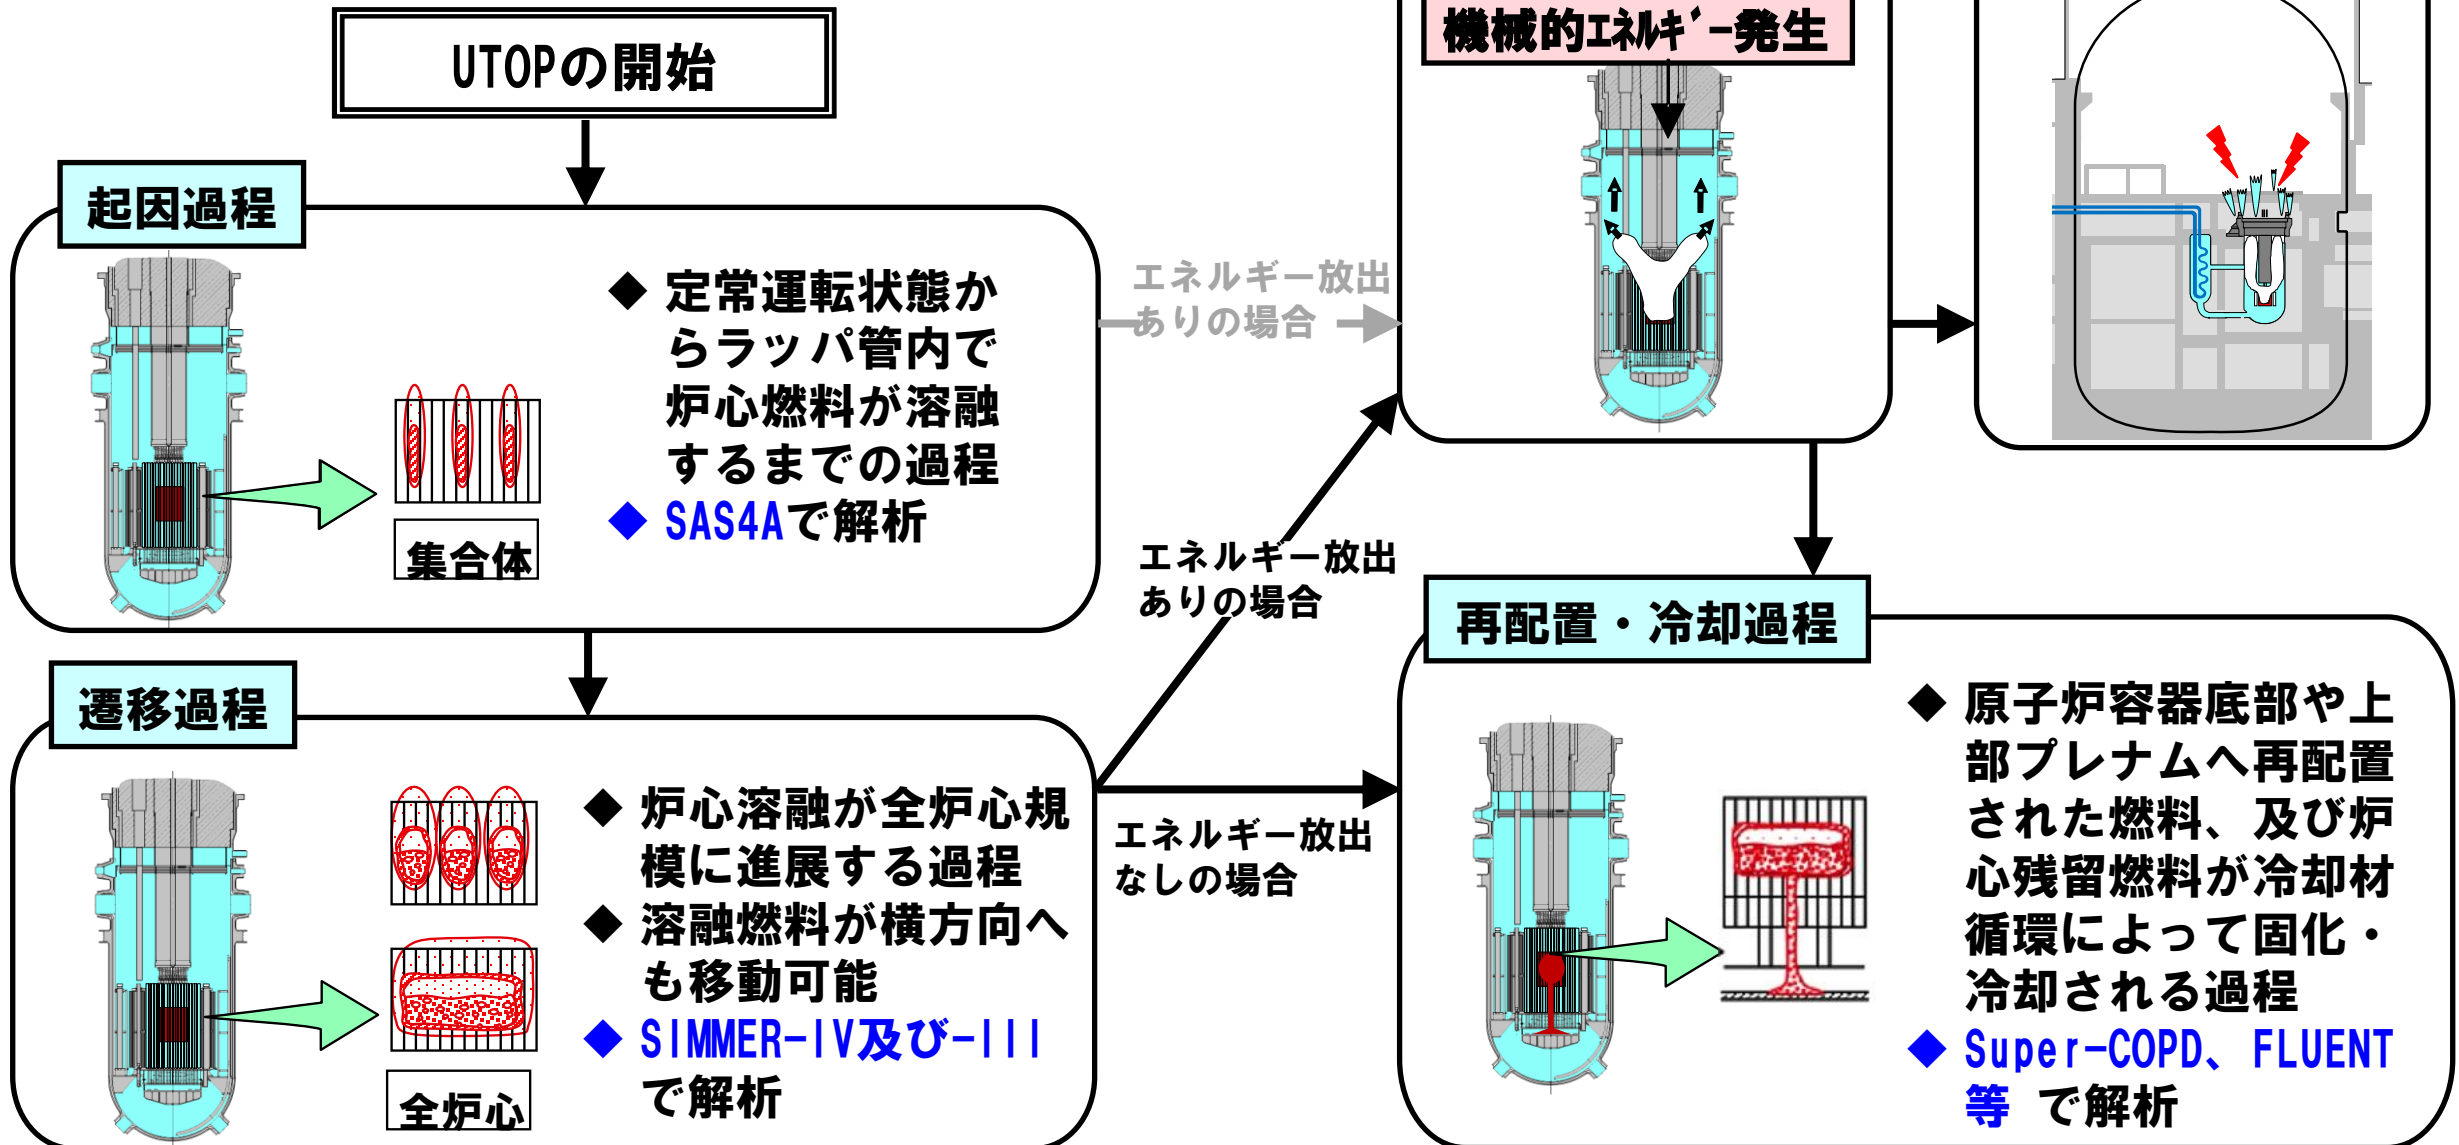 UTOPの開始
機械的ｴﾈﾙｷﾞｰ発生
起因過程
◆ 定常運転状態か
らラッパ管内で
炉心燃料が溶融
するまでの過程
◆ SAS4Aで解析
集合体
エネルギー放出
ありの場合
エネルギー放出
ありの場合
遷移過程
◆ 炉心溶融が全炉心規
模に進展する過程
◆ 溶融燃料が横方向へ
も移動可能
◆ SIMMER-IV及び-III
で解析
全炉心
エネルギー放出
なしの場合
再配置・冷却過程
◆ 原子炉容器底部や上
部プレナムへ再配置
された燃料、及び炉
心残留燃料が冷却材
循環によって固化・
冷却される過程
◆ Super-COPD、FLUENT
等 で解析